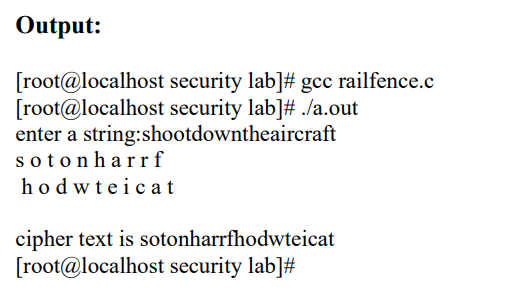 Output:
[root@localhost security lab]# gcc railfence.c
[root@localhost security lab]# ./a.out
enter a string:shootdowntheaircraft
s o t o n h a r r f
h o d w t e i c a t
cipher text is sotonharrfhodwteicat
[root@localhost security lab]#